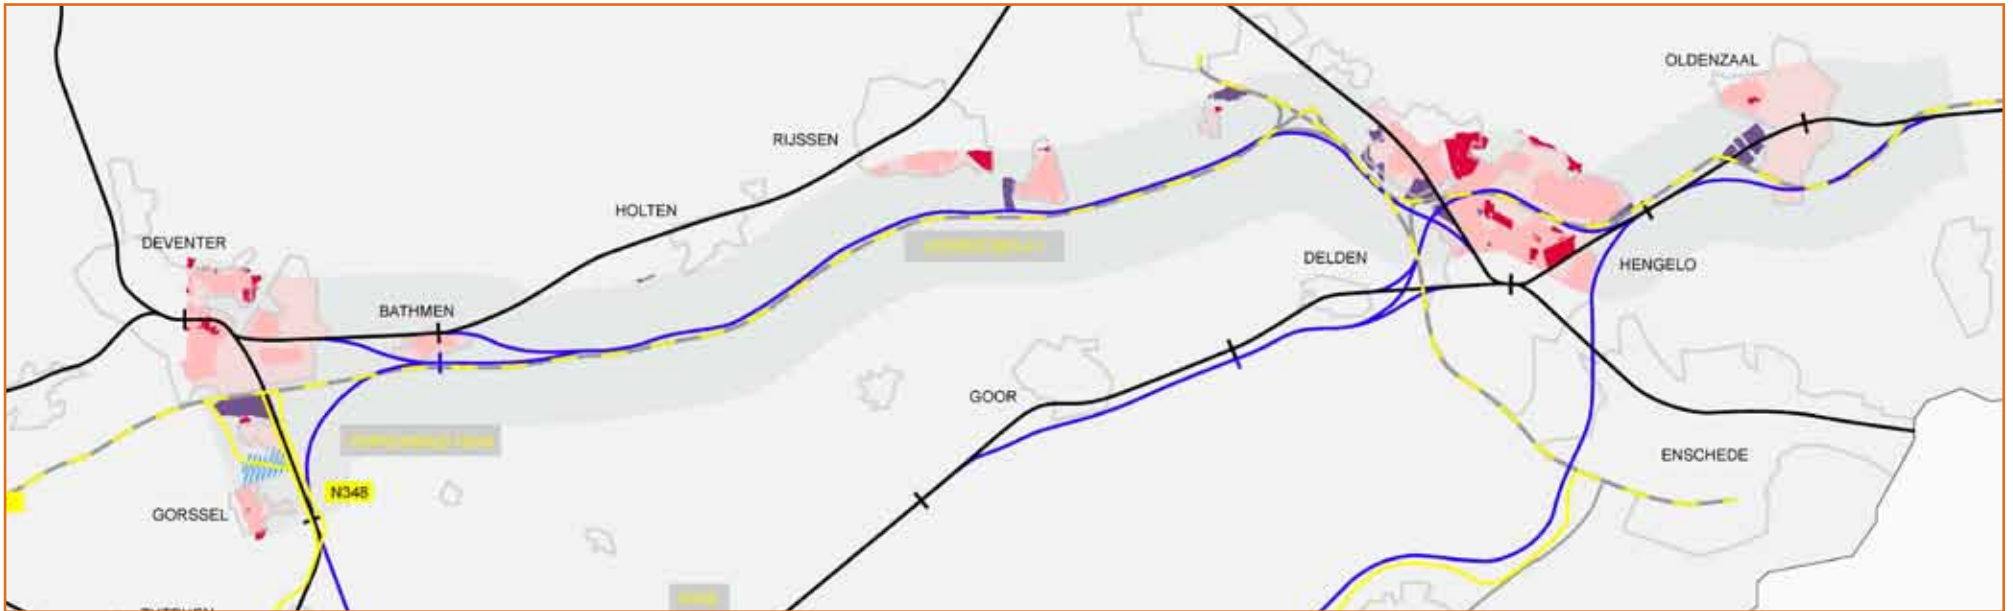 OLDENZAAL
RIJSSEN
HOLTEN
DEVENTER
DELDEN
HENGELO
BATHMEN
GOOR
ENSCHEDE
N348
GORSSEL